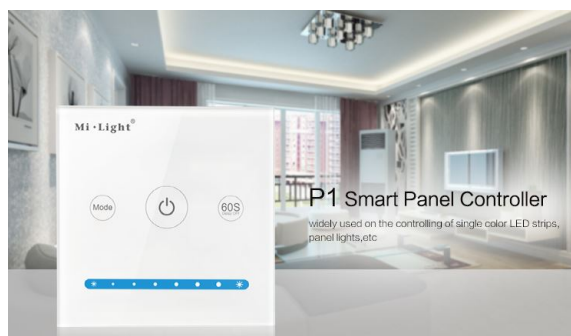 Mi·Light®
Mode
60S
P1 Smart Panel Controller
widely used on the controlling of single color LED strips,
panel lights,etc